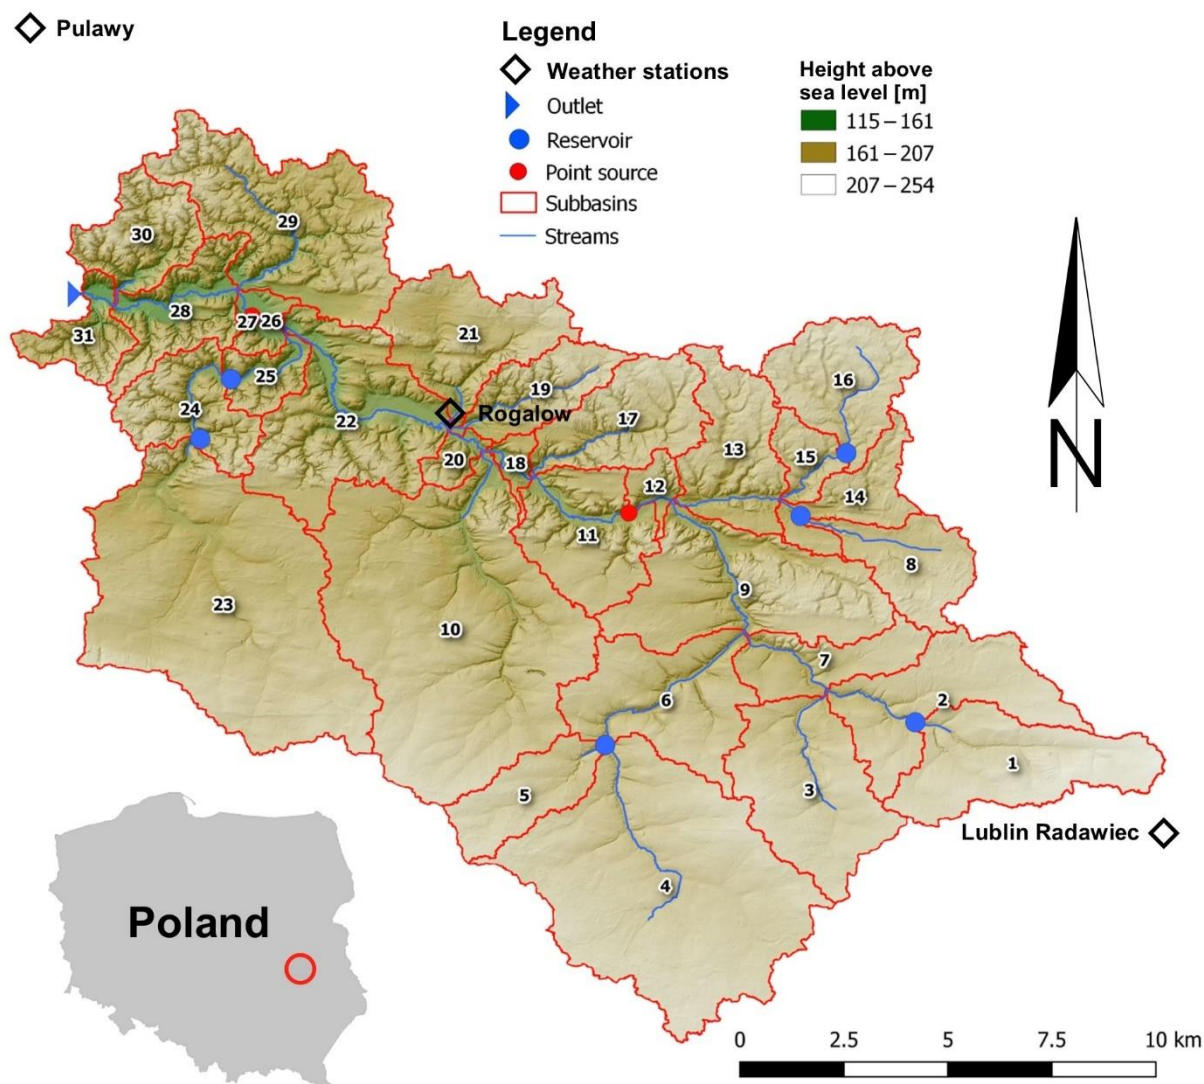 Pulawy
Legend
Weather stations
Outlet
Reservoir
Point source
Subbasins
Streams
Height above
sea level [m]
115 – 161
161 – 207
207 – 254
29
30
28
27
26
31
21
25
24
22
19
16
Rogalow
17
13
20
18
15
12
14
11
8
9
23
10
7
6
2
1
5
3
4
N
Lublin Radawiec
Poland
0 2.5 5 7.5 10 km